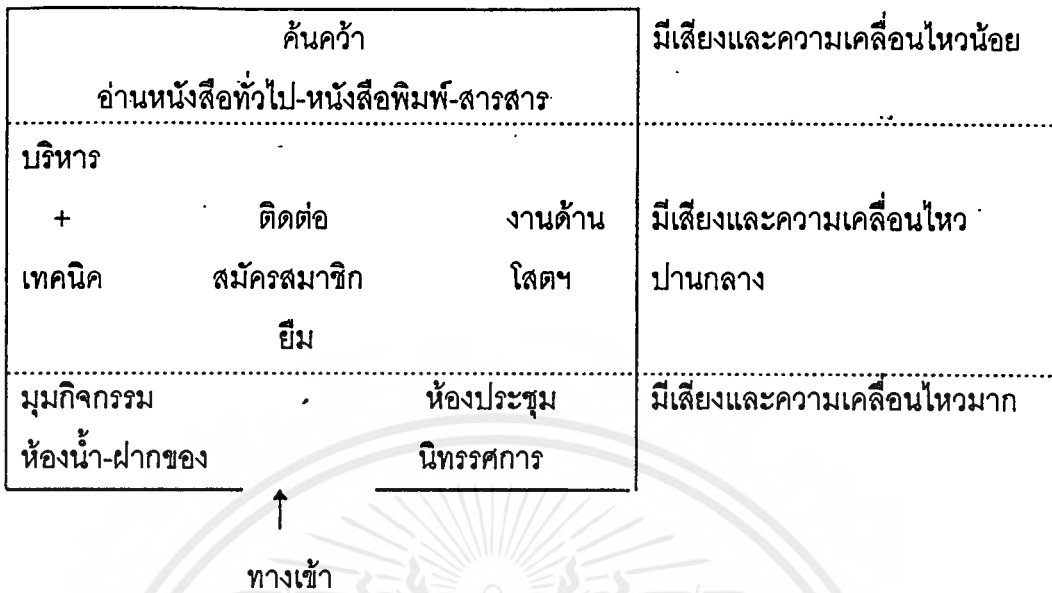 ค้นคว้า มีเสียงและความเคลื่อนไหวน้อย
อ่านหนังสือทั่วไป-หนังสือพิมพ์-สารสาร
บริหาร
+ ติดต่อ งานด้าน มีเสียงและความเคลื่อนไหว
เทคนิค สมัครสมาชิก โสตฯ ปานกลาง
ยืม
มุมกิจกรรม ห้องประชุม มีเสียงและความเคลื่อนไหวมาก
ห้องน้ำ-ฝากของ นิทรรศการ
ทางเข้า